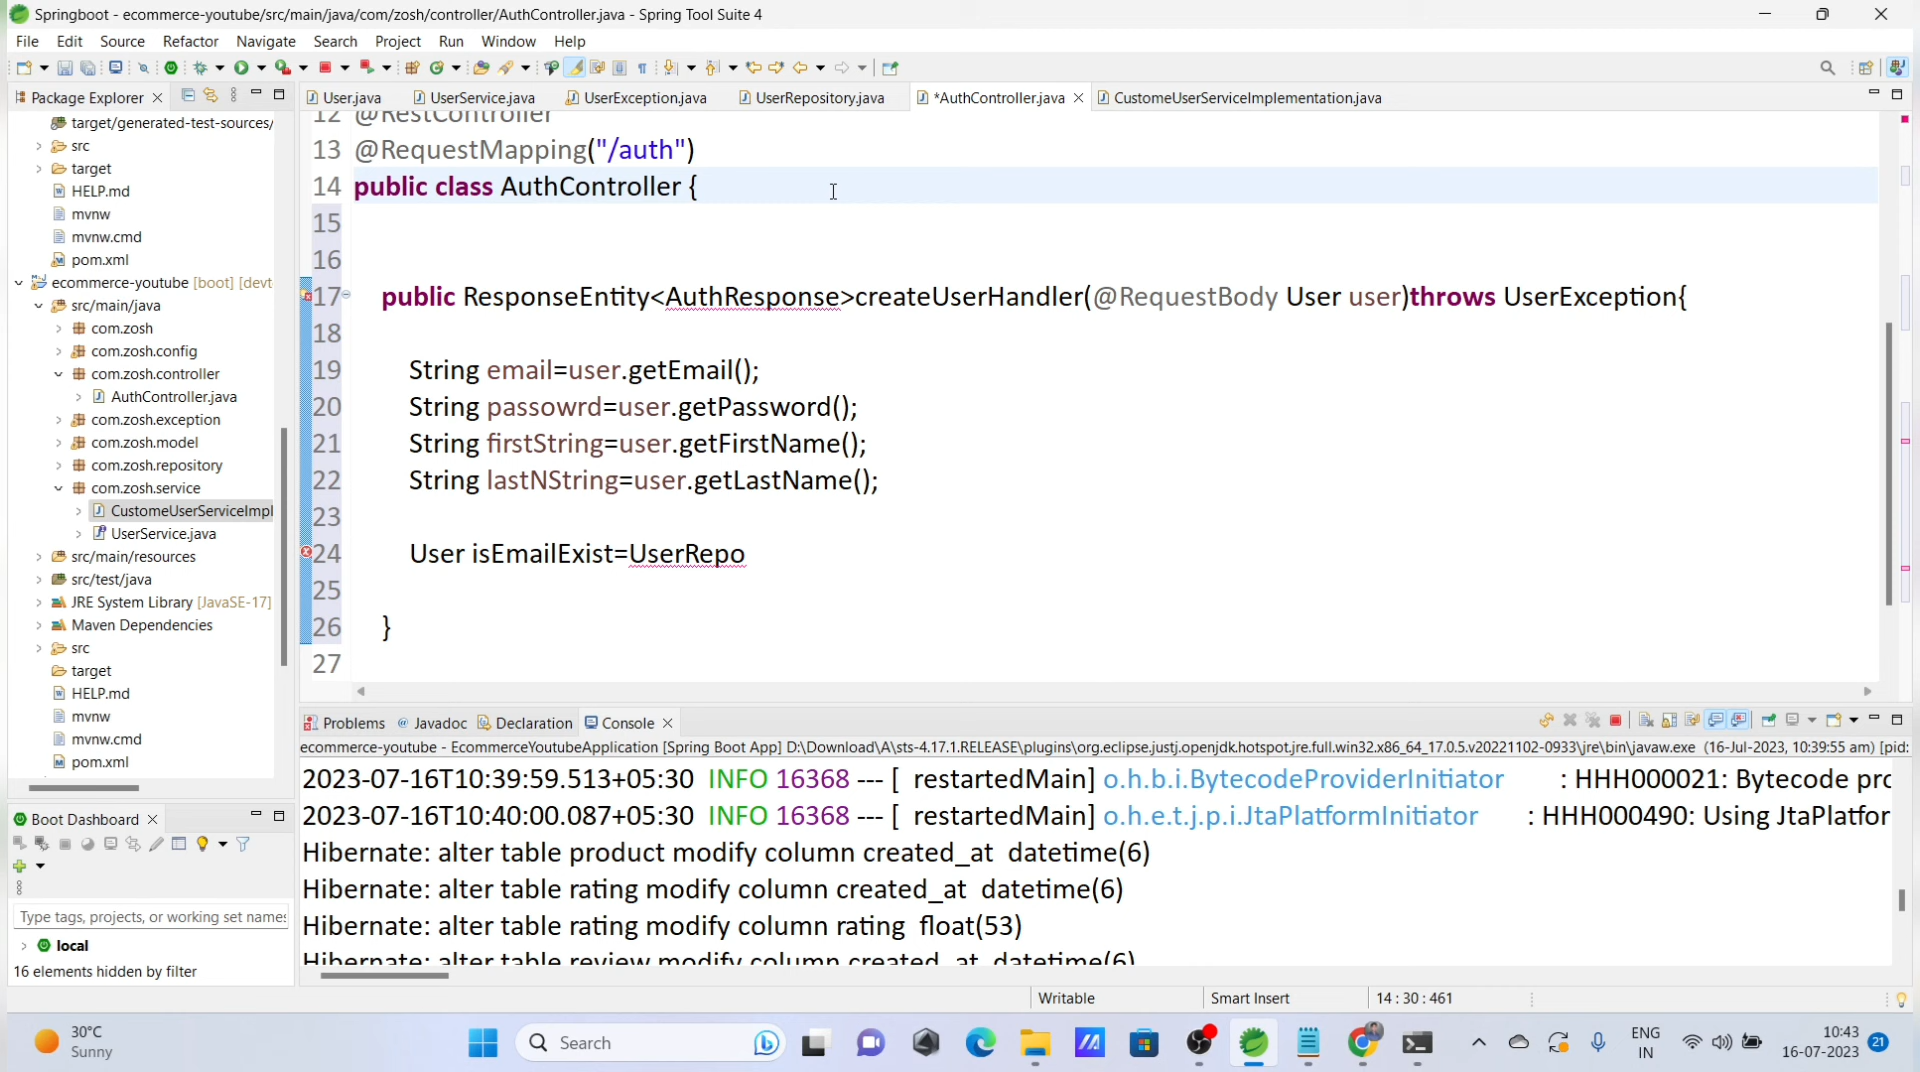 Springboot - ecommerce-youtube/src/main/java/com/zosh/controller/AuthController.java - Spring Tool Suite 4
File Edit Source Refactor Navigate Search Project Run Window Help
Package Explorer
target/generated-test-sources/
src
target
HELP.md
mvnw
mvnw.cmd
pom.xml
ecommerce-youtube [boot] [devt
src/main/java
com.zosh
com.zosh.config
com.zosh.controller
AuthController.java
com.zosh.exception
com.zosh.model
com.zosh.repository
com.zosh.service
CustomeUserServiceImpl
UserService.java
src/main/resources
src/test/java
JRE System Library [JavaSE-17]
Maven Dependencies
src
target
HELP.md
mvnw
mvnw.cmd
pom.xml
User.java UserService.java UserException.java UserRepository.java *AuthController.java CustomeUserServiceImplementation.java
12 @RestController
13 @RequestMapping("/auth")
14 public class AuthController {
15
16
17 public ResponseEntity<AuthResponse>createUserHandler(@RequestBody User user)throws UserException{
18
19 String email=user.getEmail();
20 String passowrd=user.getPassword();
21 String firstString=user.getFirstName();
22 String lastNString=user.getLastName();
23
24 User isEmailExist=UserRepo
25
26 }
27
Problems Javadoc Declaration Console
ecommerce-youtube - EcommerceYoutubeApplication [Spring Boot App] D:\Download\A\sts-4.17.1.RELEASE\plugins\org.eclipse.justj.openjdk.hotspot.jre.full.win32.x86_64_17.0.5.v20221102-0933\jre\bin\javaw.exe (16-Jul-2023, 10:39:55 am) [pid:
2023-07-16T10:39:59.513+05:30 INFO 16368 --- [ restartedMain] o.h.b.i.BytecodeProviderInitiator : HHH000021: Bytecode prc
2023-07-16T10:40:00.087+05:30 INFO 16368 --- [ restartedMain] o.h.e.t.j.p.i.JtaPlatformInitiator : HHH000490: Using JtaPlatfor
Hibernate: alter table product modify column created_at datetime(6)
Hibernate: alter table rating modify column created_at datetime(6)
Hibernate: alter table rating modify column rating float(53)
Hibernate: alter table review modify column created_at datetime(6)
Boot Dashboard
Type tags, projects, or working set names
local
16 elements hidden by filter
Writable Smart Insert 14 : 30 : 461
30°C
Sunny
Search
ENG
IN
10:43
16-07-2023
21